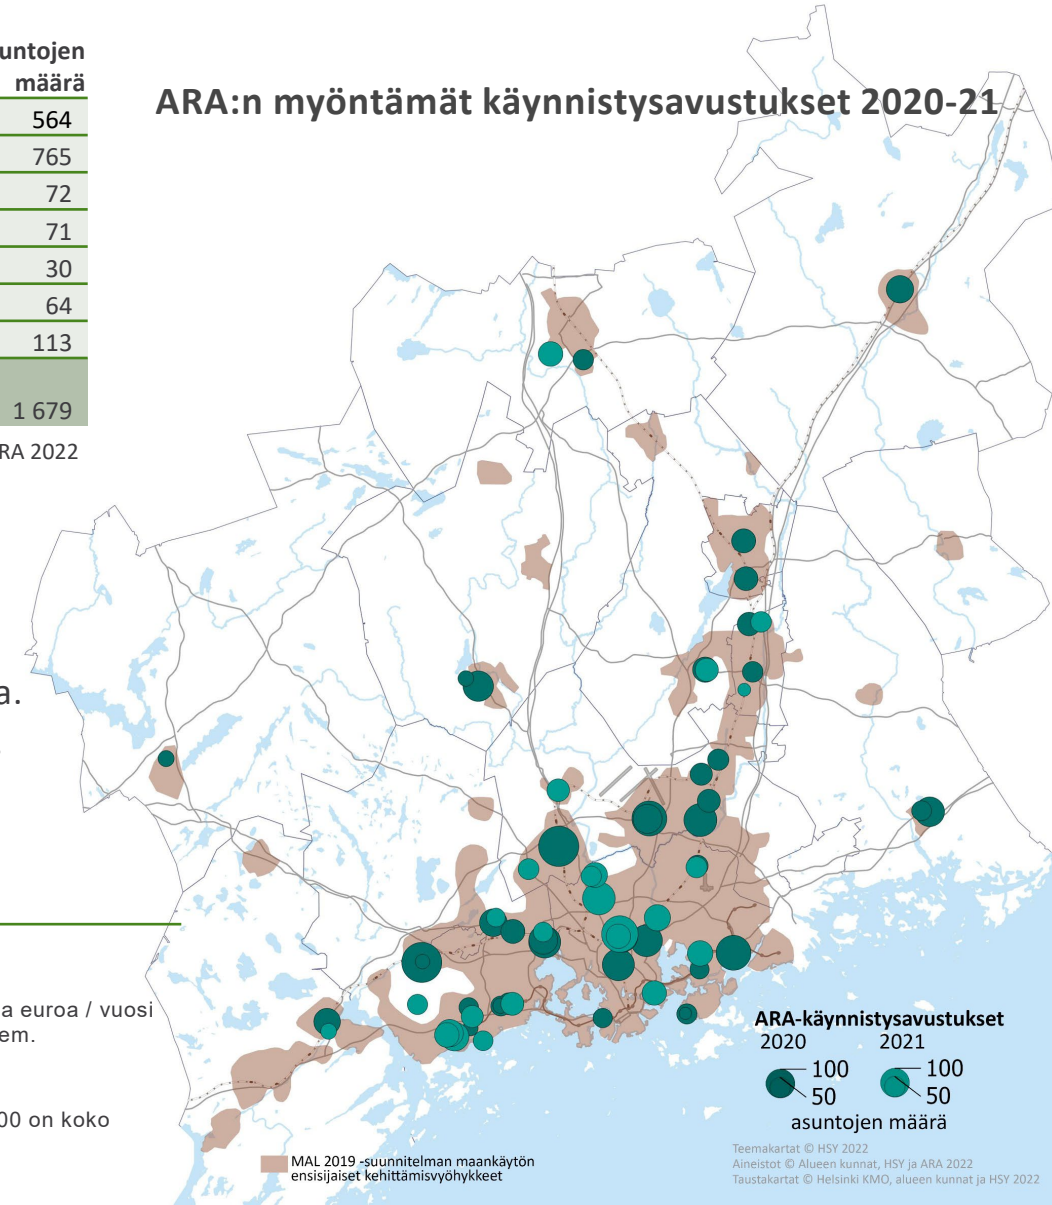 untojen
määrä
ARA:n myöntämät käynnistysavustukset 2020-21
564
765
72
71
30
64
113
1 679
RA 2022
a.
a euroa / vuosi
em.
00 on koko
ARA-käynnistysavustukset
2020 2021
100 100
50 50
asuntojen määrä
MAL 2019 -suunnitelman maankäytön
ensisijaiset kehittämisvyöhykkeet
Teemakartat © HSY 2022
Aineistot © Alueen kunnat, HSY ja ARA 2022
Taustakartat © Helsinki KMO, alueen kunnat ja HSY 2022